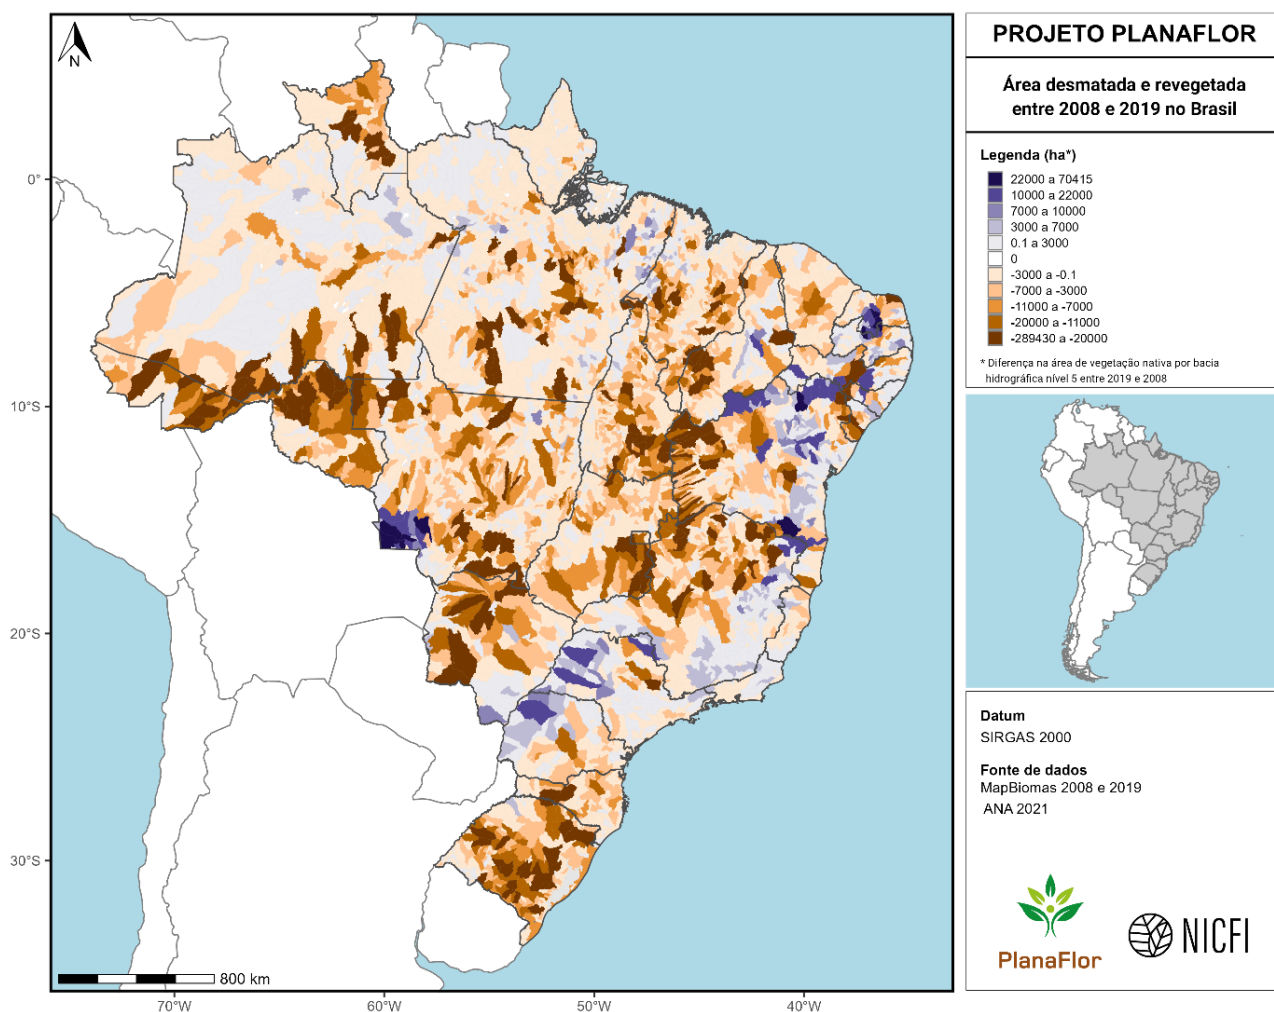 N
0°
10°S
20°S
30°S
800 km
70°W
60°W
50°W
40°W
PROJETO PLANAFLOR
Área desmatada e revegetada
entre 2008 e 2019 no Brasil
Legenda (ha*)
22000 a 70415
10000 a 22000
7000 a 10000
3000 a 7000
0.1 a 3000
0
-3000 a -0.1
-7000 a -3000
-11000 a -7000
-20000 a -11000
-289430 a -20000
* Diferença na área de vegetação nativa por bacia
hidrográfica nível 5 entre 2019 e 2008
Datum
SIRGAS 2000
Fonte de dados
MapBiomas 2008 e 2019
ANA 2021
PlanaFlor
NICFI